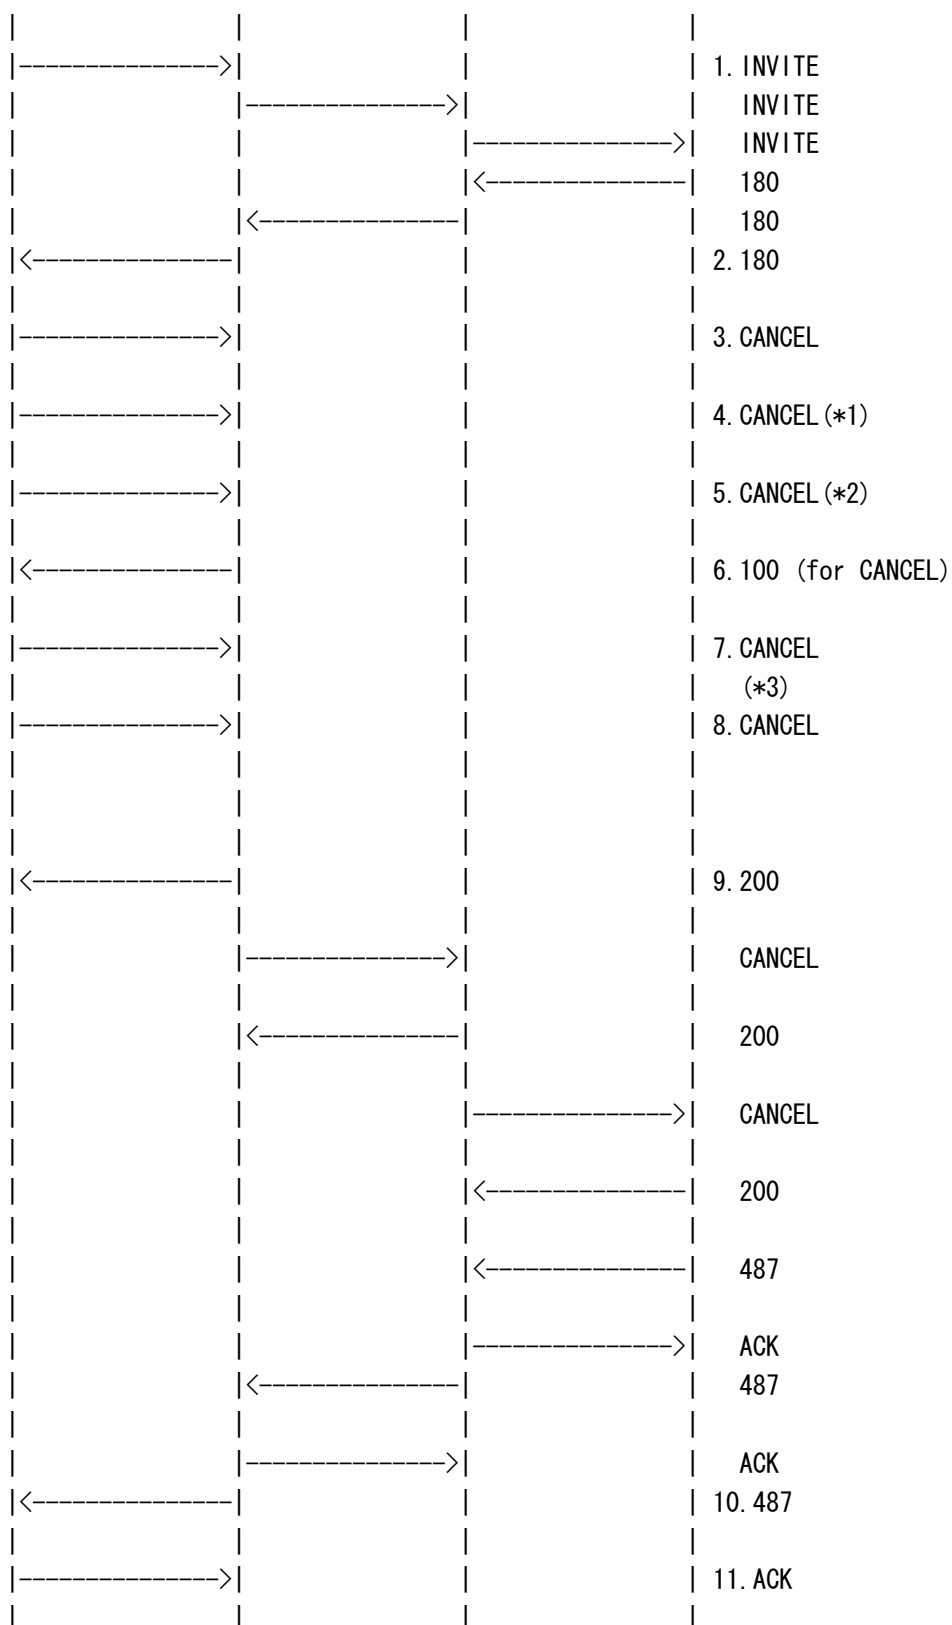 1.INVITE
INVITE
INVITE
180
180
2.180
3.CANCEL
4.CANCEL(*1)
5.CANCEL(*2)
6.100 (for CANCEL)
7.CANCEL
(*3)
8.CANCEL
9.200
CANCEL
200
CANCEL
200
487
ACK
487
ACK
10.487
11.ACK